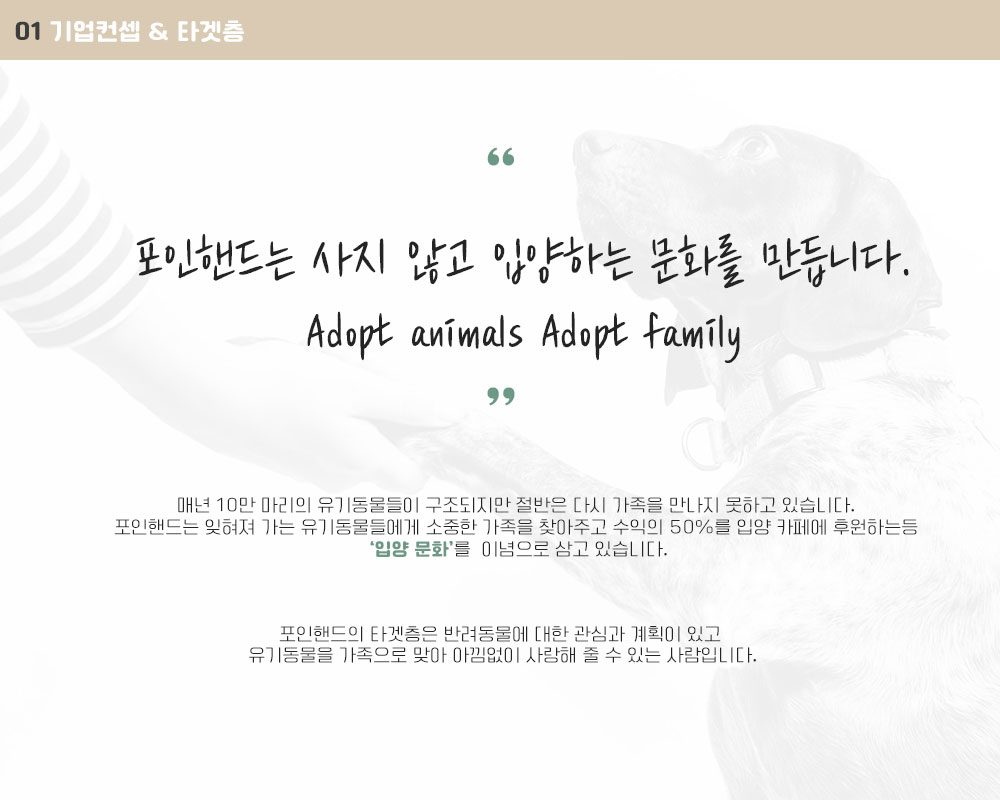 01 기업컨셉 & 타겟층
“
포인핸드는 사지 않고 입양하는 문화를 만듭니다.
Adopt animals Adopt family
”
매년 10만 마리의 유기동물들이 구조되지만 절반은 다시 가족을 만나지 못하고 있습니다.
포인핸드는 잊혀져 가는 유기동물들에게 소중한 가족을 찾아주고 수익의 50%를 입양 카페에 후원하는등
‘입양 문화’를 이념으로 삼고 있습니다.
포인핸드의 타겟층은 반려동물에 대한 관심과 계획이 있고
유기동물을 가족으로 맞아 아낌없이 사랑해 줄 수 있는 사람입니다.